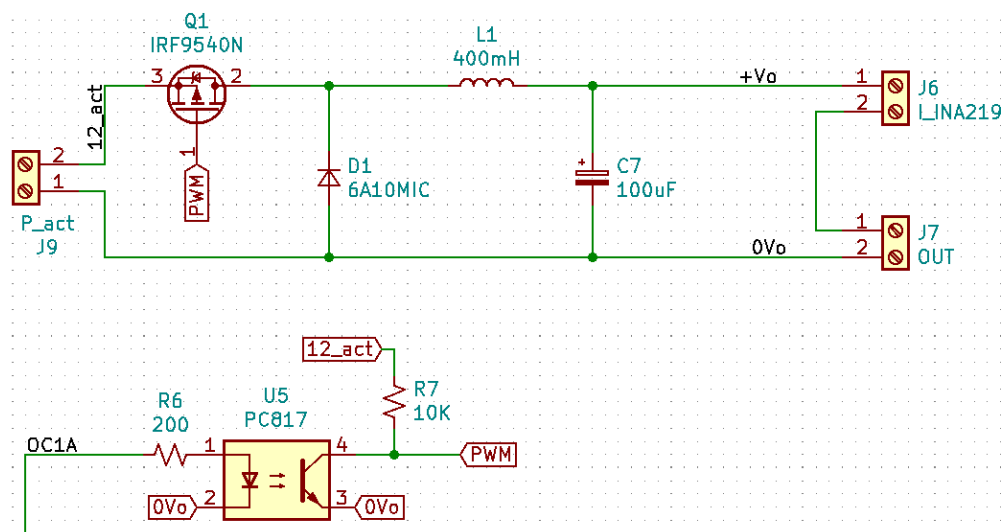 Q1
IRF9540N
3
2
1
12_act
PWM
2
1
P_act
J9
D1
6A10MIC
L1
400mH
C7
100uF
+
+Vo
0Vo
1
2
J6
I_INA219
1
2
J7
OUT
12_act
R7
10K
R6
200
U5
PC817
OC1A
1
2
4
3
0Vo
0Vo
PWM